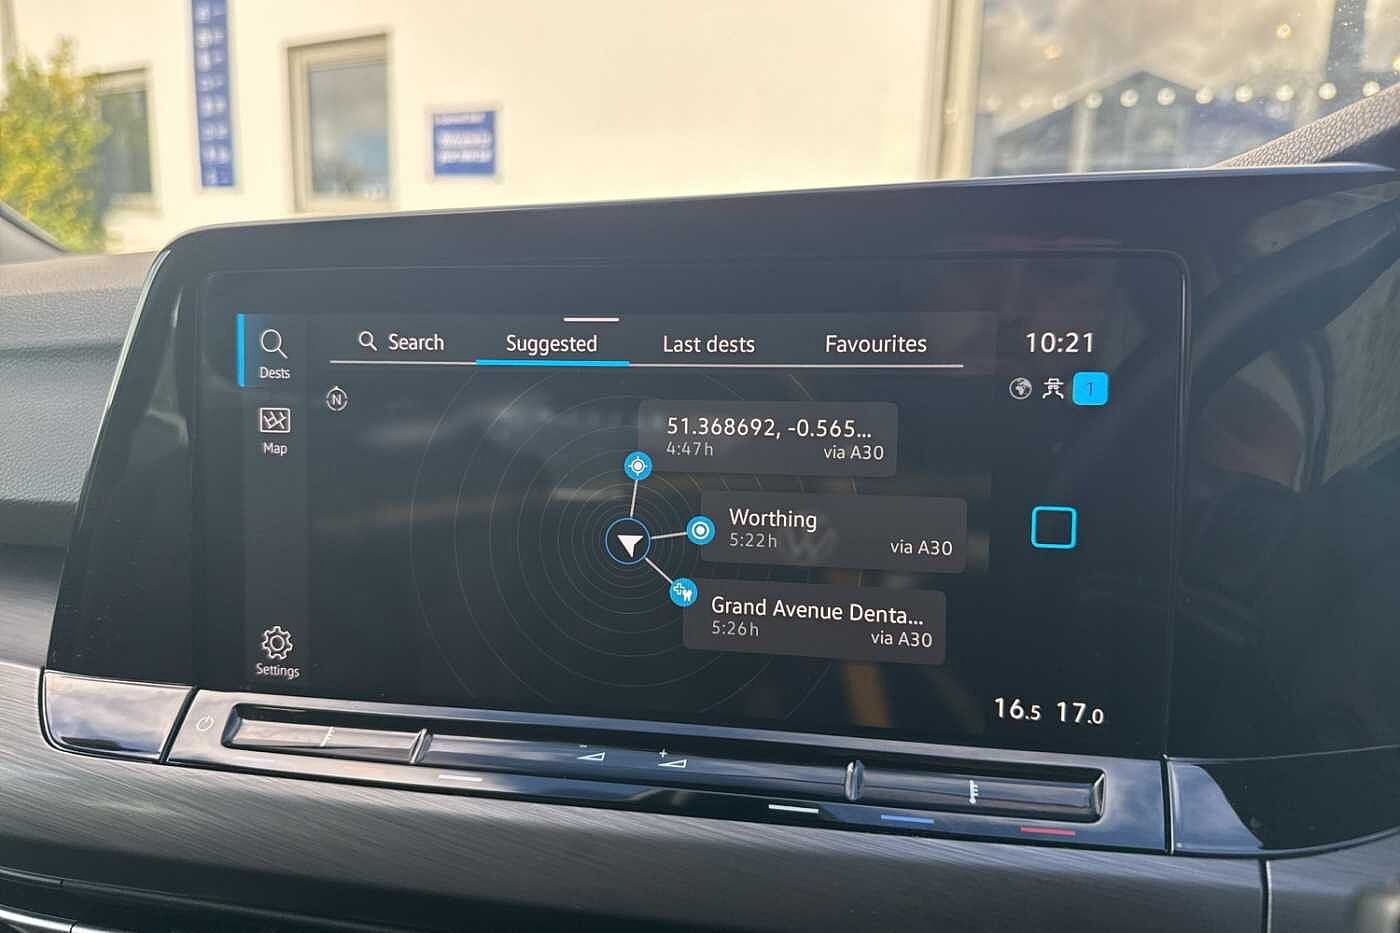 Search
Suggested
Last dests
Favourites
10:21
Dests
N
1
Map
51.368692, -0.565...
4:47h
via A30
Worthing
5:22h
via A30
Grand Avenue Denta...
5:26h
via A30
Settings
16.5 17.0